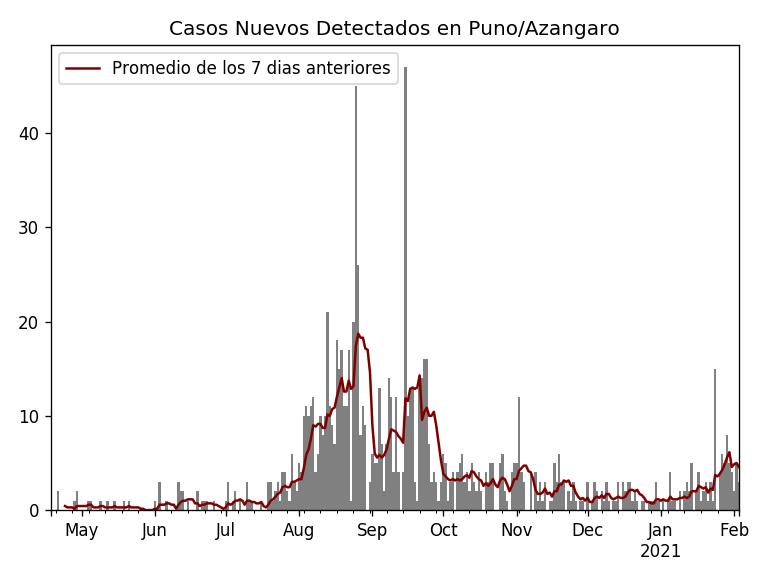 Casos Nuevos Detectados en Puno/Azangaro
Promedio de los 7 dias anteriores
40
30
20
10
0
May Jun Jul Aug Sep Oct Nov Dec Jan Feb
2021